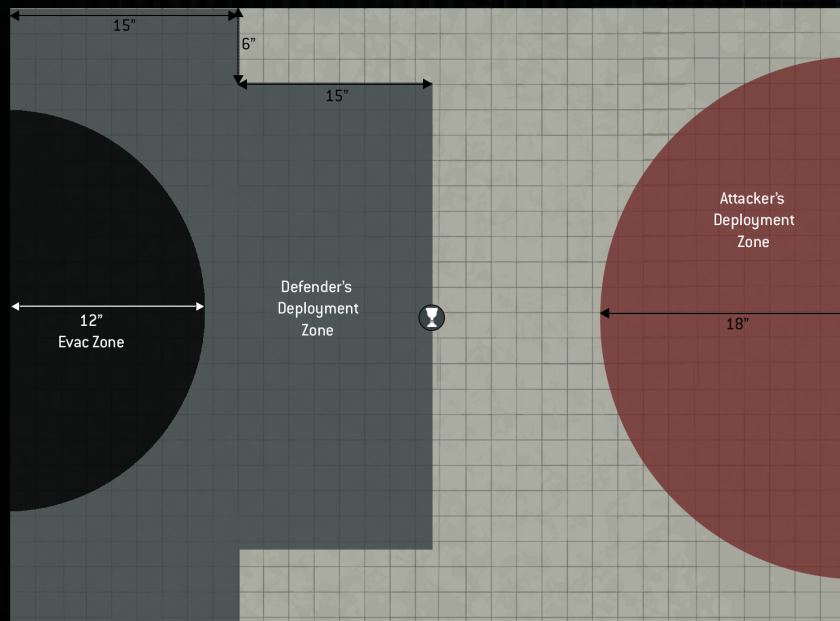 15”
6”
15”
Attacker’s
Deployment
Zone
Defender’s
Deployment
Zone
12”
Evac Zone
18”